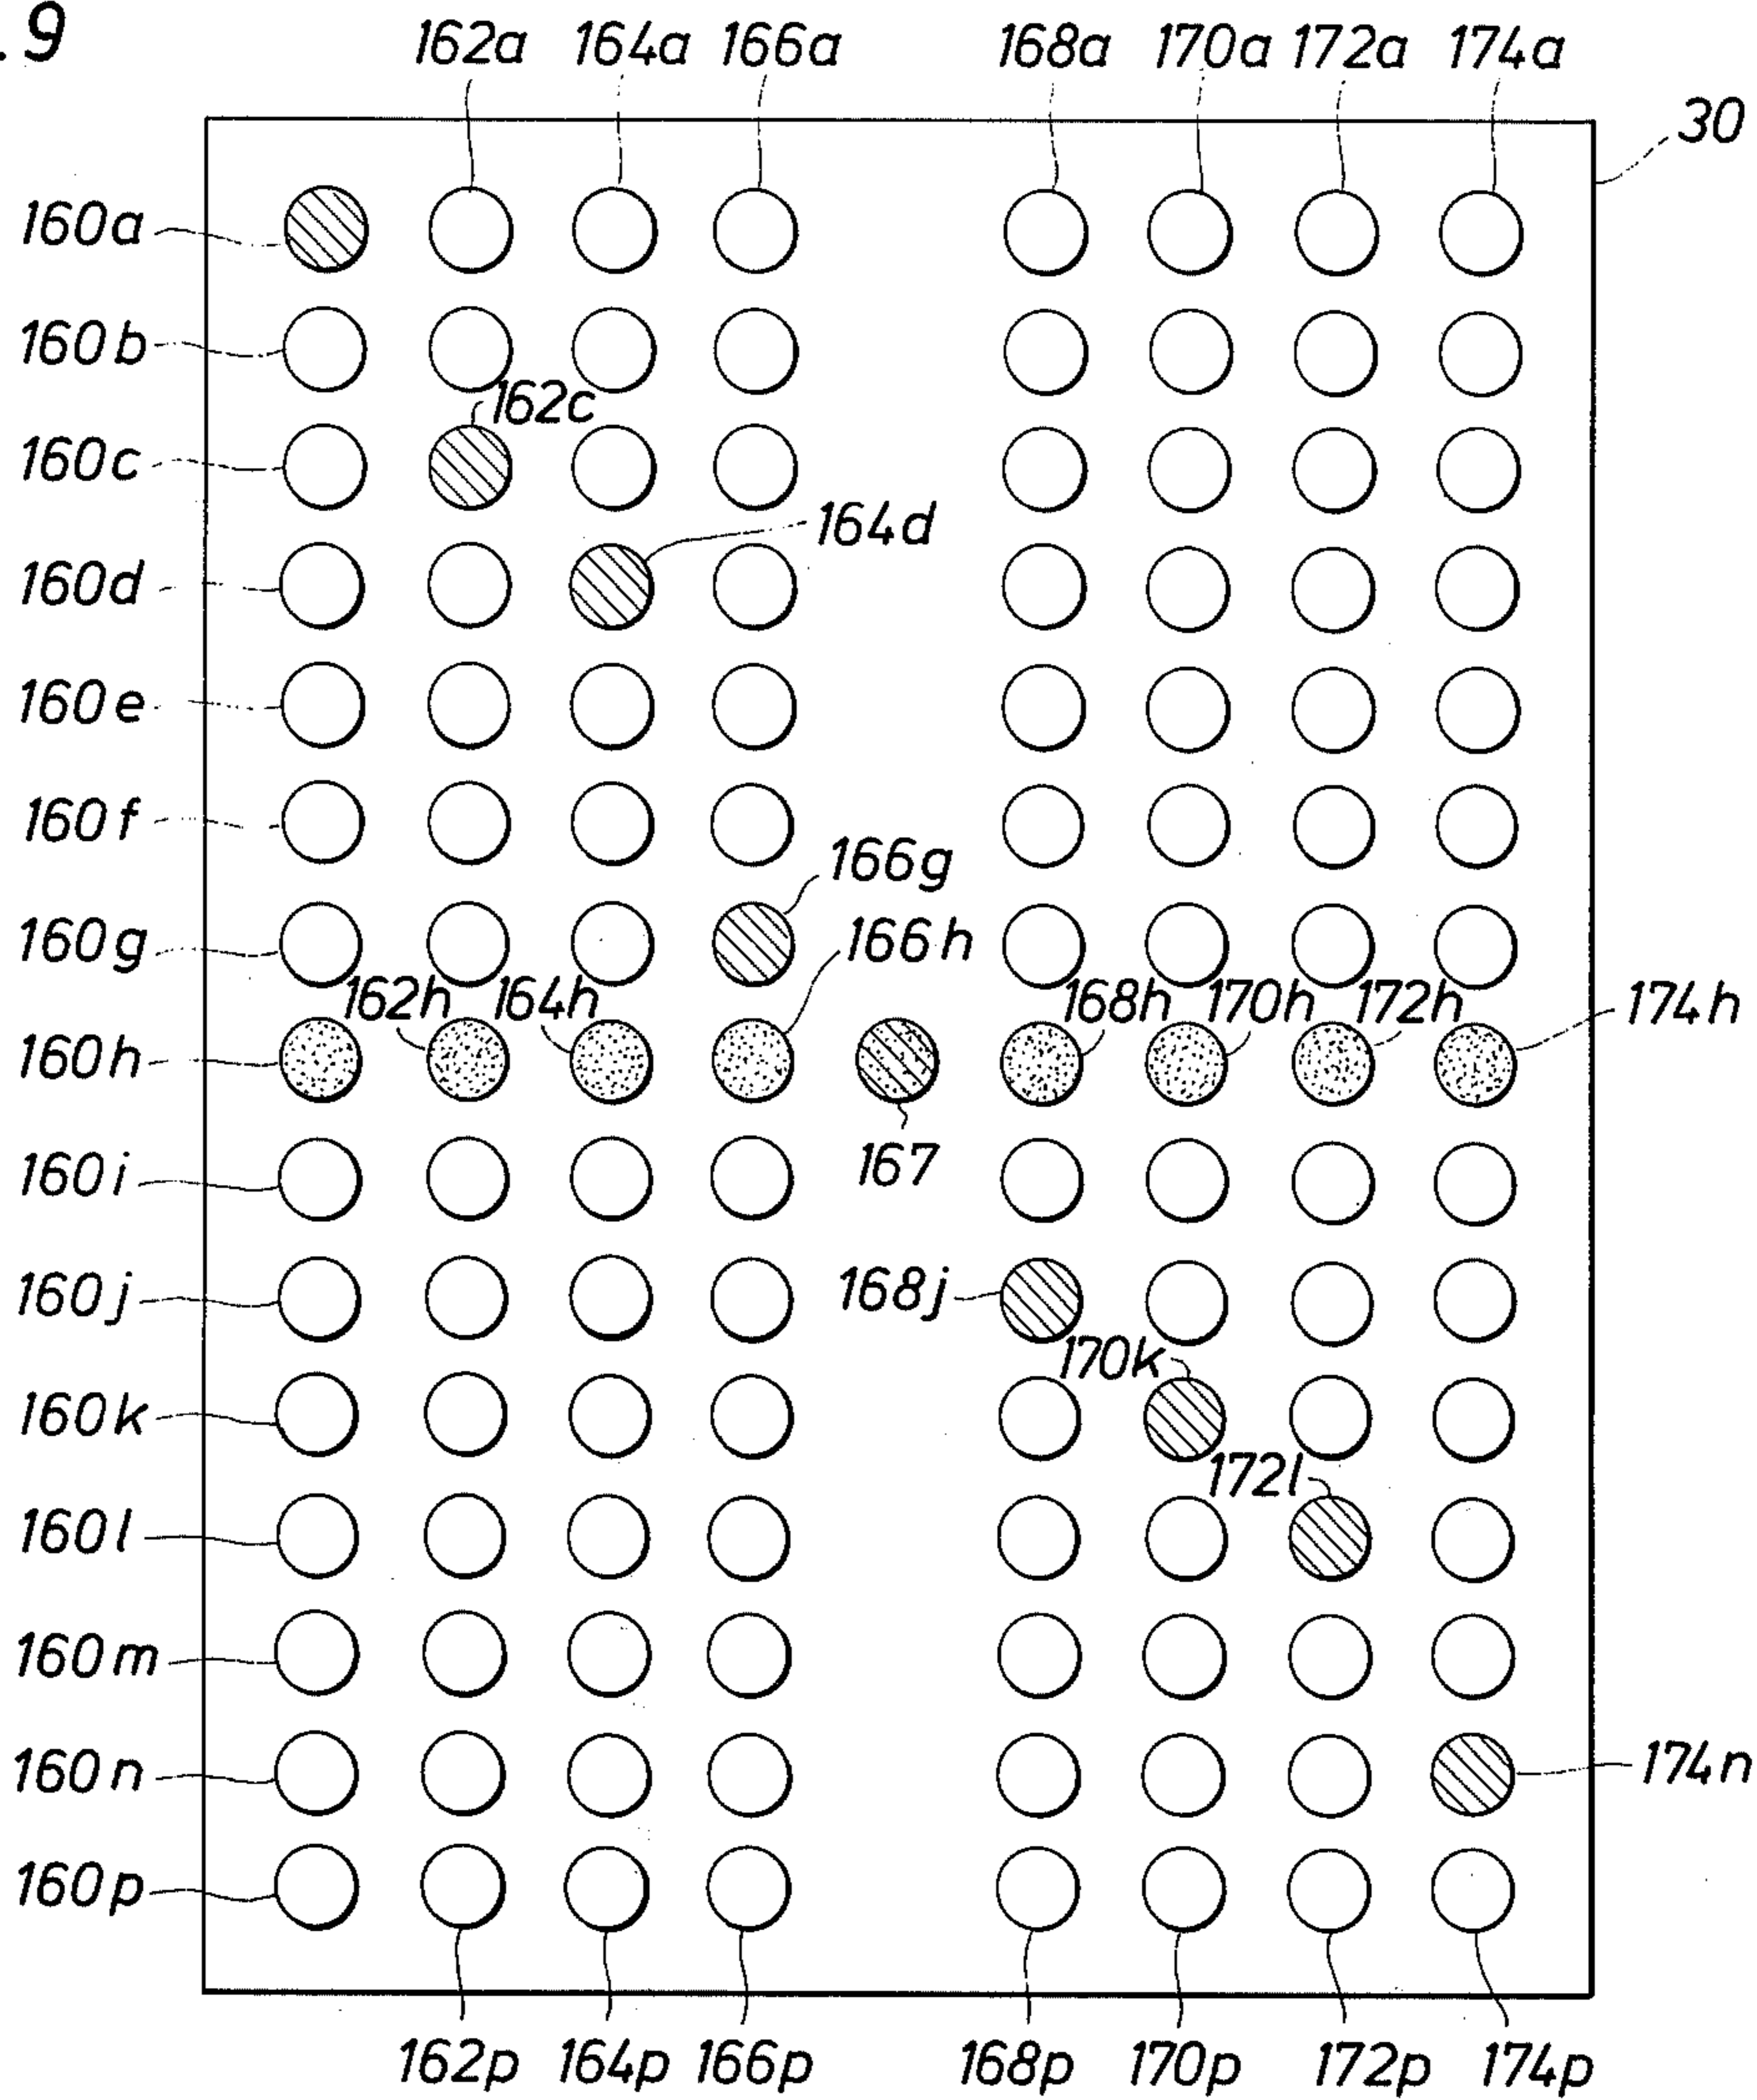 . 9
162a 164a 166a 168a 170a 172a 174a
30
160a
160b
162c
160c
164d
160d
160e
160f
166g
160g
166h
162h 164h 168h 170h 172h 174h
160h
167
160i
160j
168j
170k
160k
172l
160l
160m
160n
174n
160p
162p 164p 166p 168p 170p 172p 174p